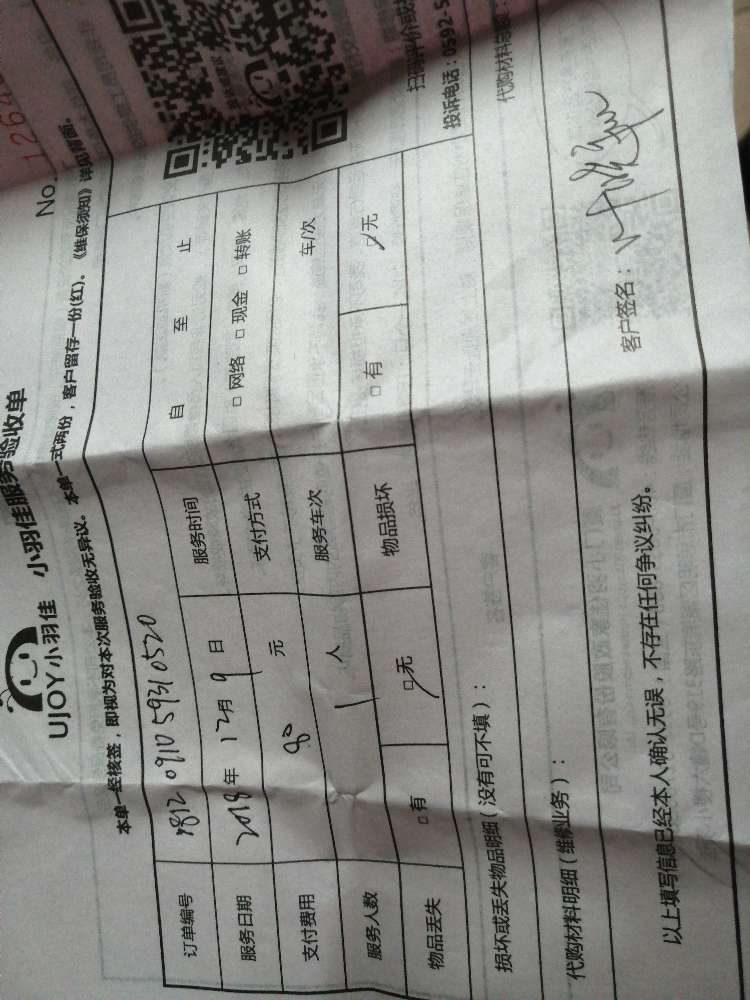 UJOY小羽佳 小羽佳服务验收单
No. 1264
本单一经核签，即视为对本次服务验收无异议。本单一式两份，客户留存一份(红)。《维保须知》详见背面。
订单编号 1812 0910 59310520 服务时间 自 至 止
服务日期 2018年 12月 9 日 支付方式 □ 网络 □ 现金 □ 转账
支付费用 80 元 服务车次 车/次
服务人数 1 人
物品丢失 □有 □无 物品损坏 □ 有 □无
扫码评价或
投诉电话：0592-5
损坏或丢失物品明细（没有可不填）：
代购材料明细（维修业务）：
以上填写信息已经本人确认无误，不存在任何争议纠纷。
客户签名：